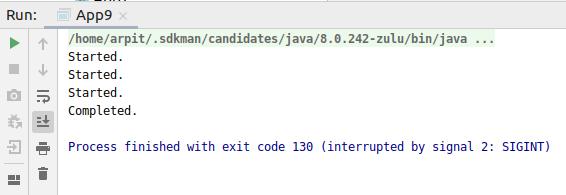 Run: App9
/home/arpit/.sdkman/candidates/java/8.0.242-zulu/bin/java ...
Started.
Started.
Started.
Completed.
Process finished with exit code 130 (interrupted by signal 2: SIGINT)